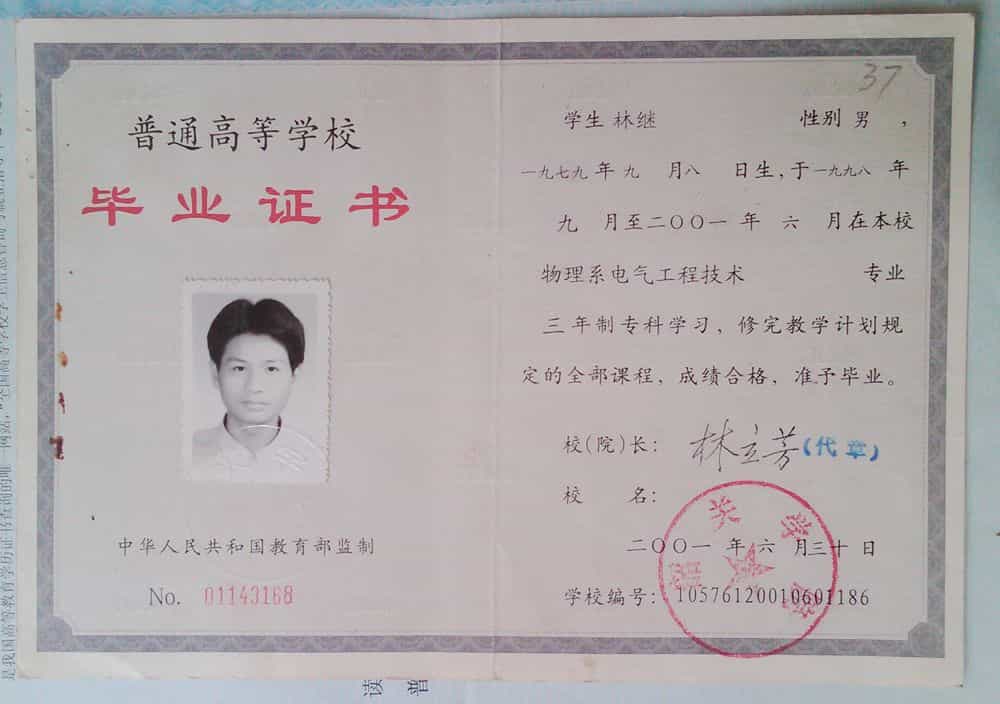 普通高等学校
毕业证书
中华人民共和国教育部监制
No. 01143168
37
学生 林继 性别 男 ,
一九七九 年 九 月八 日生,于 一九九八 年
九 月至二〇〇一 年 六 月在本校
物理系电气工程技术 专业
三年制专科学习,修完教学计划规
定的全部课程,成绩合格,准予毕业。
校(院)长: 林立芳(代章)
校 名:
韶关学院
二〇〇一 年 六 月三十日
学校编号: 10576120010601186
读
普